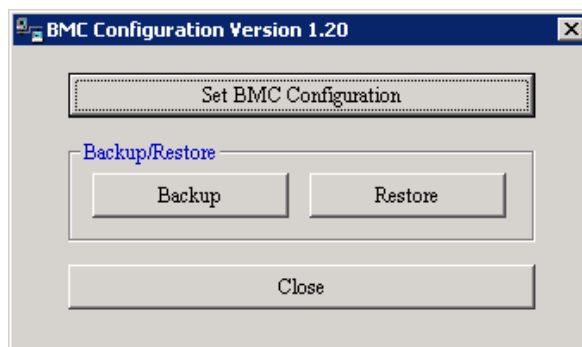 BMC Configuration Version 1.20
Set BMC Configuration
Backup/Restore
Backup Restore
Close